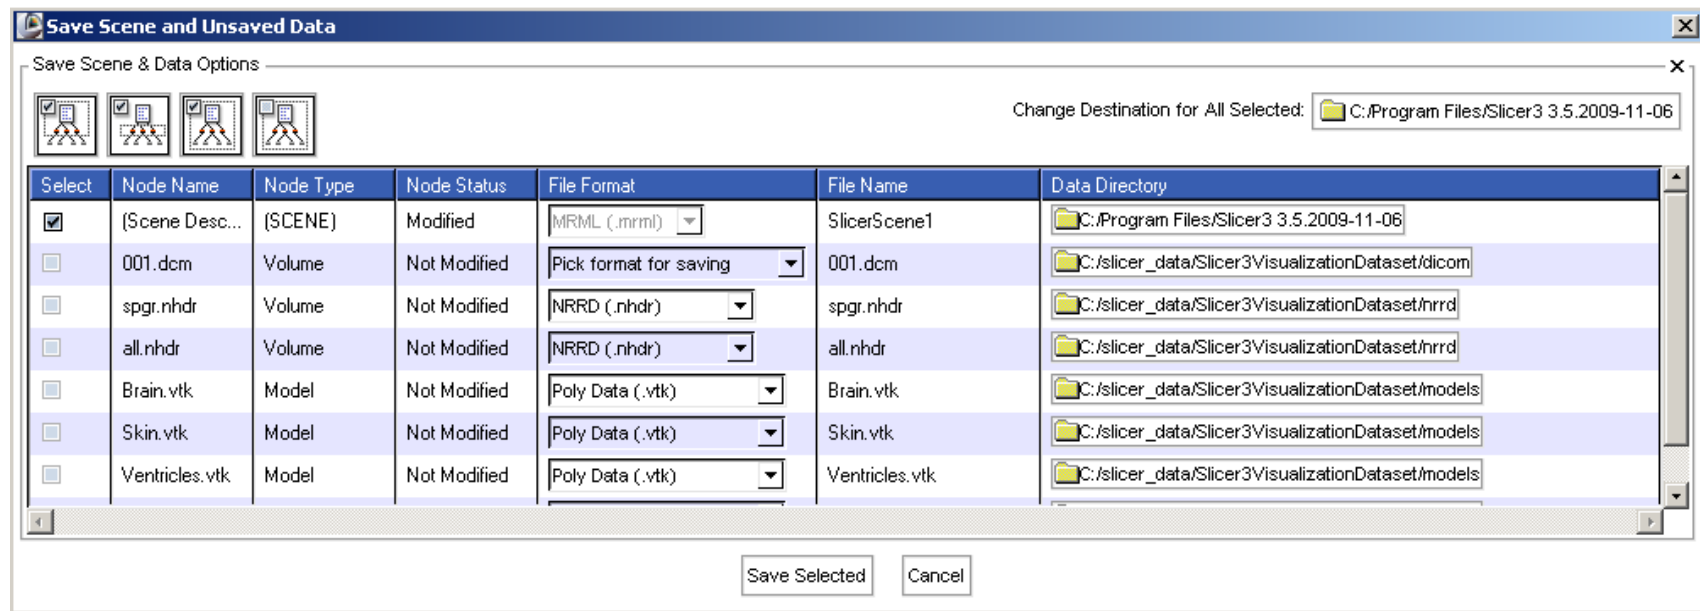 Save Scene and Unsaved Data
Save Scene & Data Options
Change Destination for All Selected: C:/Program Files/Slicer3 3.5.2009-11-06
Select Node Name Node Type Node Status File Format File Name Data Directory
(Scene Desc... (SCENE) Modified MRML (.mrml) SlicerScene1 C:/Program Files/Slicer3 3.5.2009-11-06
001.dcm Volume Not Modified Pick format for saving 001.dcm C:/slicer_data/Slicer3VisualizationDataset/dicom
spgr.nhdr Volume Not Modified NRRD (.nhdr) spgr.nhdr C:/slicer_data/Slicer3VisualizationDataset/nrrd
all.nhdr Volume Not Modified NRRD (.nhdr) all.nhdr C:/slicer_data/Slicer3VisualizationDataset/nrrd
Brain.vtk Model Not Modified Poly Data (.vtk) Brain.vtk C:/slicer_data/Slicer3VisualizationDataset/models
Skin.vtk Model Not Modified Poly Data (.vtk) Skin.vtk C:/slicer_data/Slicer3VisualizationDataset/models
Ventricles.vtk Model Not Modified Poly Data (.vtk) Ventricles.vtk C:/slicer_data/Slicer3VisualizationDataset/models
Save Selected Cancel